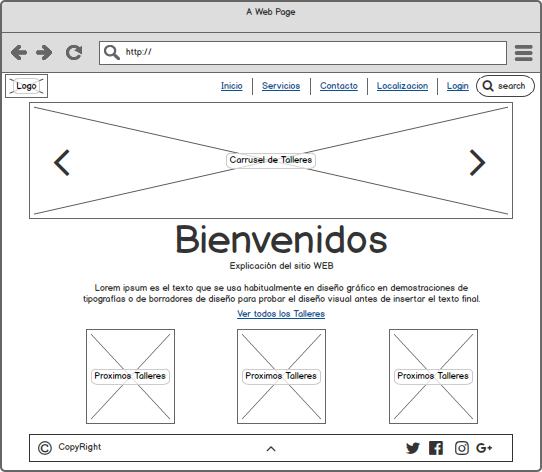 A Web Page
http://
Logo
Inicio
Servicios
Contacto
Localizacion
Login
search
Carrusel de Talleres
Bienvenidos
Explicaciòn del sitio WEB
Lorem ipsum es el texto que se usa habitualmente en diseño gráfico en demostraciones de
tipografías o de borradores de diseño para probar el diseño visual antes de insertar el texto final.
Ver todos los Talleres
Proximos Talleres
Proximos Talleres
Proximos Talleres
© CopyRight
G+